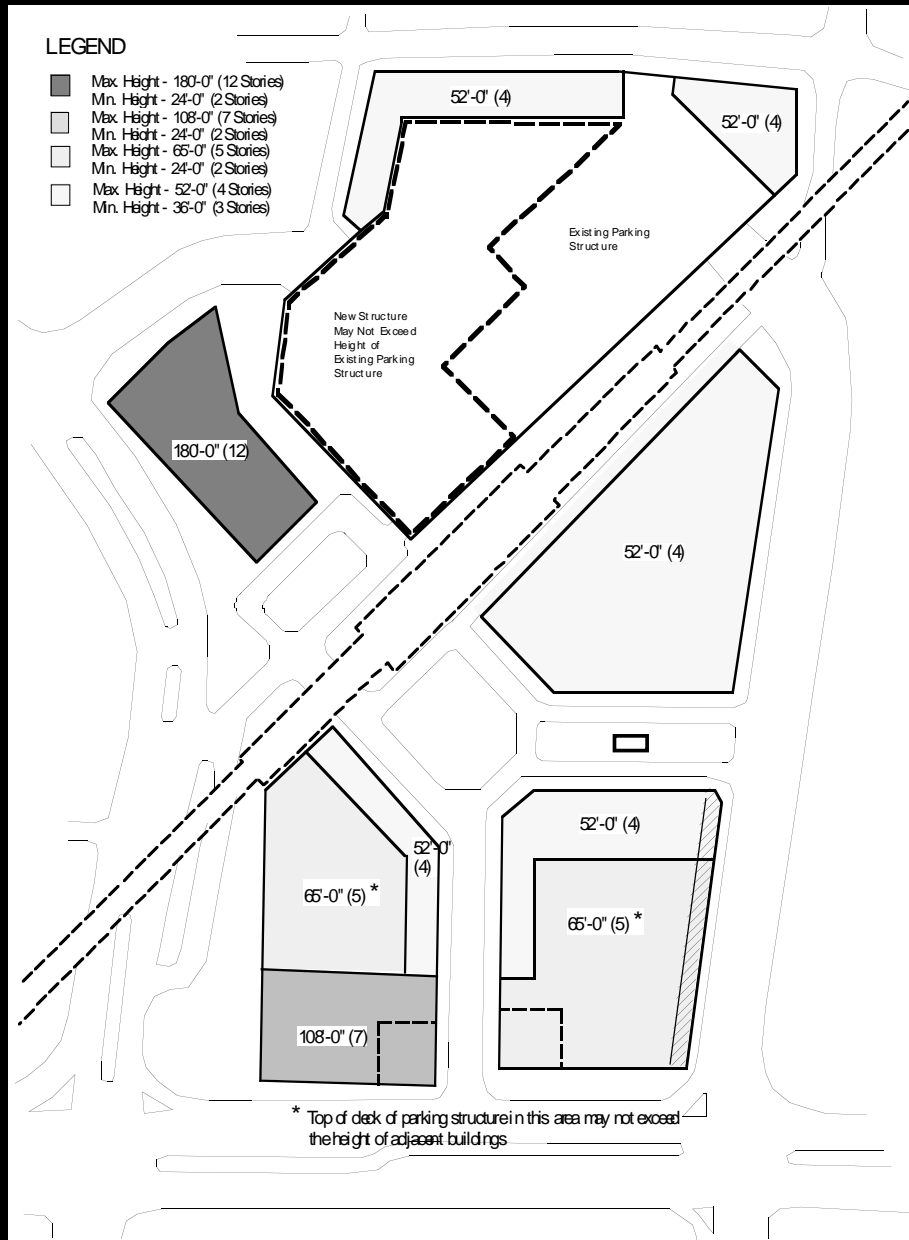 LEGEND
Max. Height - 180'-0" (12 Stories)
Min. Height - 24'-0" (2 Stories)
Max. Height - 108'-0" (7 Stories)
Min. Height - 24'-0" (2 Stories)
Max. Height - 65'-0" (5 Stories)
Min. Height - 24'-0" (2 Stories)
Max. Height - 52'-0" (4 Stories)
Min. Height - 36'-0" (3 Stories)
52'-0" (4)
52'-0" (4)
Existing Parking
Structure
New Structure
May Not Exceed
Height of
Existing Parking
Structure
180'-0" (12)
52'-0" (4)
52'-0" (4)
52'-0"
(4)
65'-0" (5) *
65'-0" (5) *
108'-0" (7)
* Top of deck of parking structure in this area may not exceed
the height of adjacent buildings